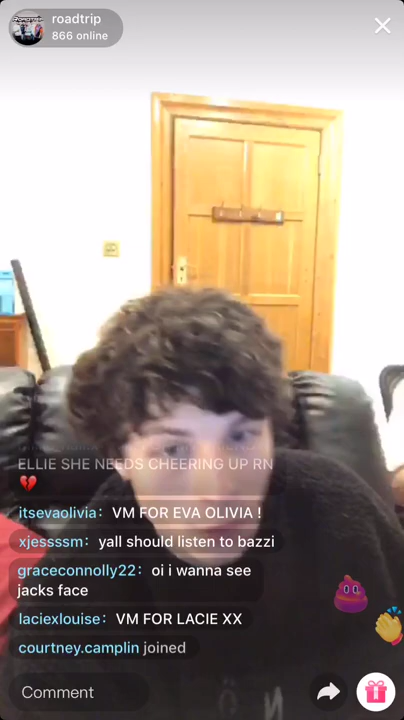 roadtrip
866 online
ELLIE SHE NEEDS CHEERING UP RN
💔
itsevaolivia: VM FOR EVA OLIVIA !
xjessssm: yall should listen to bazzi
graceconnolly22: oi i wanna see
jacks face
laciexlouise: VM FOR LACIE XX
courtney.camplin joined
Comment